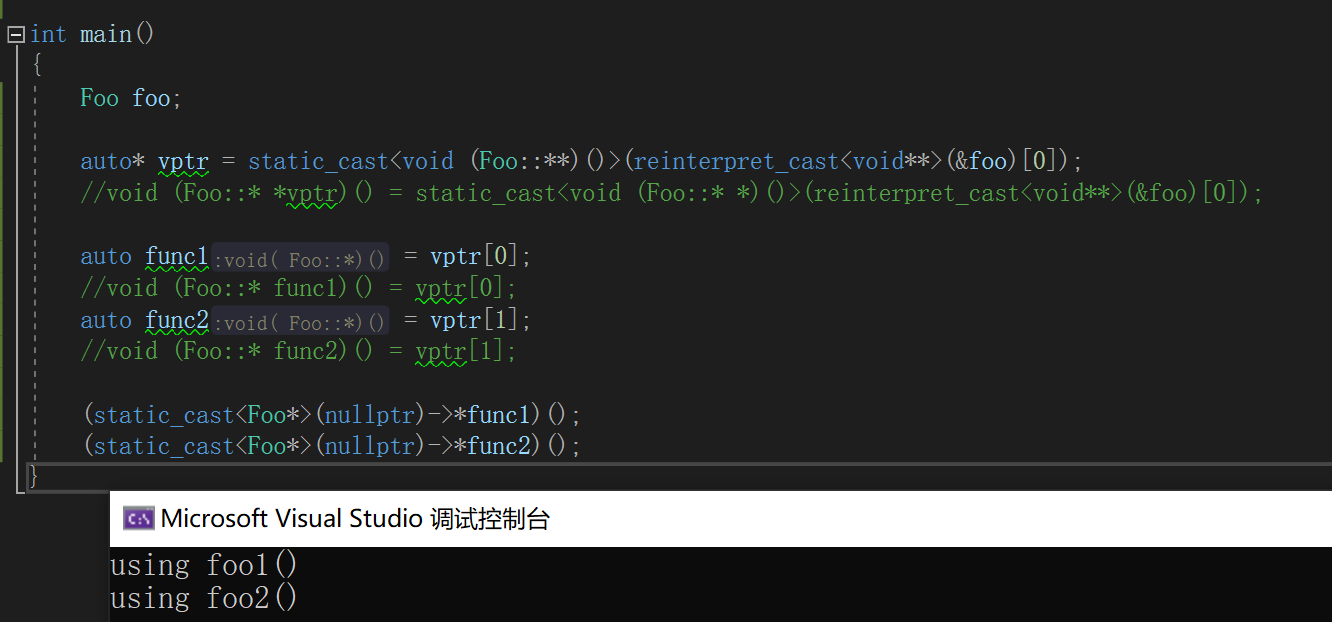 int main()
{
Foo foo;
auto* vptr = static_cast<void (Foo::**)()>(reinterpret_cast<void**>(&foo)[0]);
//void (Foo::* *vptr)() = static_cast<void (Foo::* *)()>(reinterpret_cast<void**>(&foo)[0]);
auto func1:void( Foo::*)() = vptr[0];
//void (Foo::* func1)() = vptr[0];
auto func2:void( Foo::*)() = vptr[1];
//void (Foo::* func2)() = vptr[1];
(static_cast<Foo*>(nullptr)->*func1)();
(static_cast<Foo*>(nullptr)->*func2)();
}
C:\ Microsoft Visual Studio 调试控制台
using foo1()
using foo2()